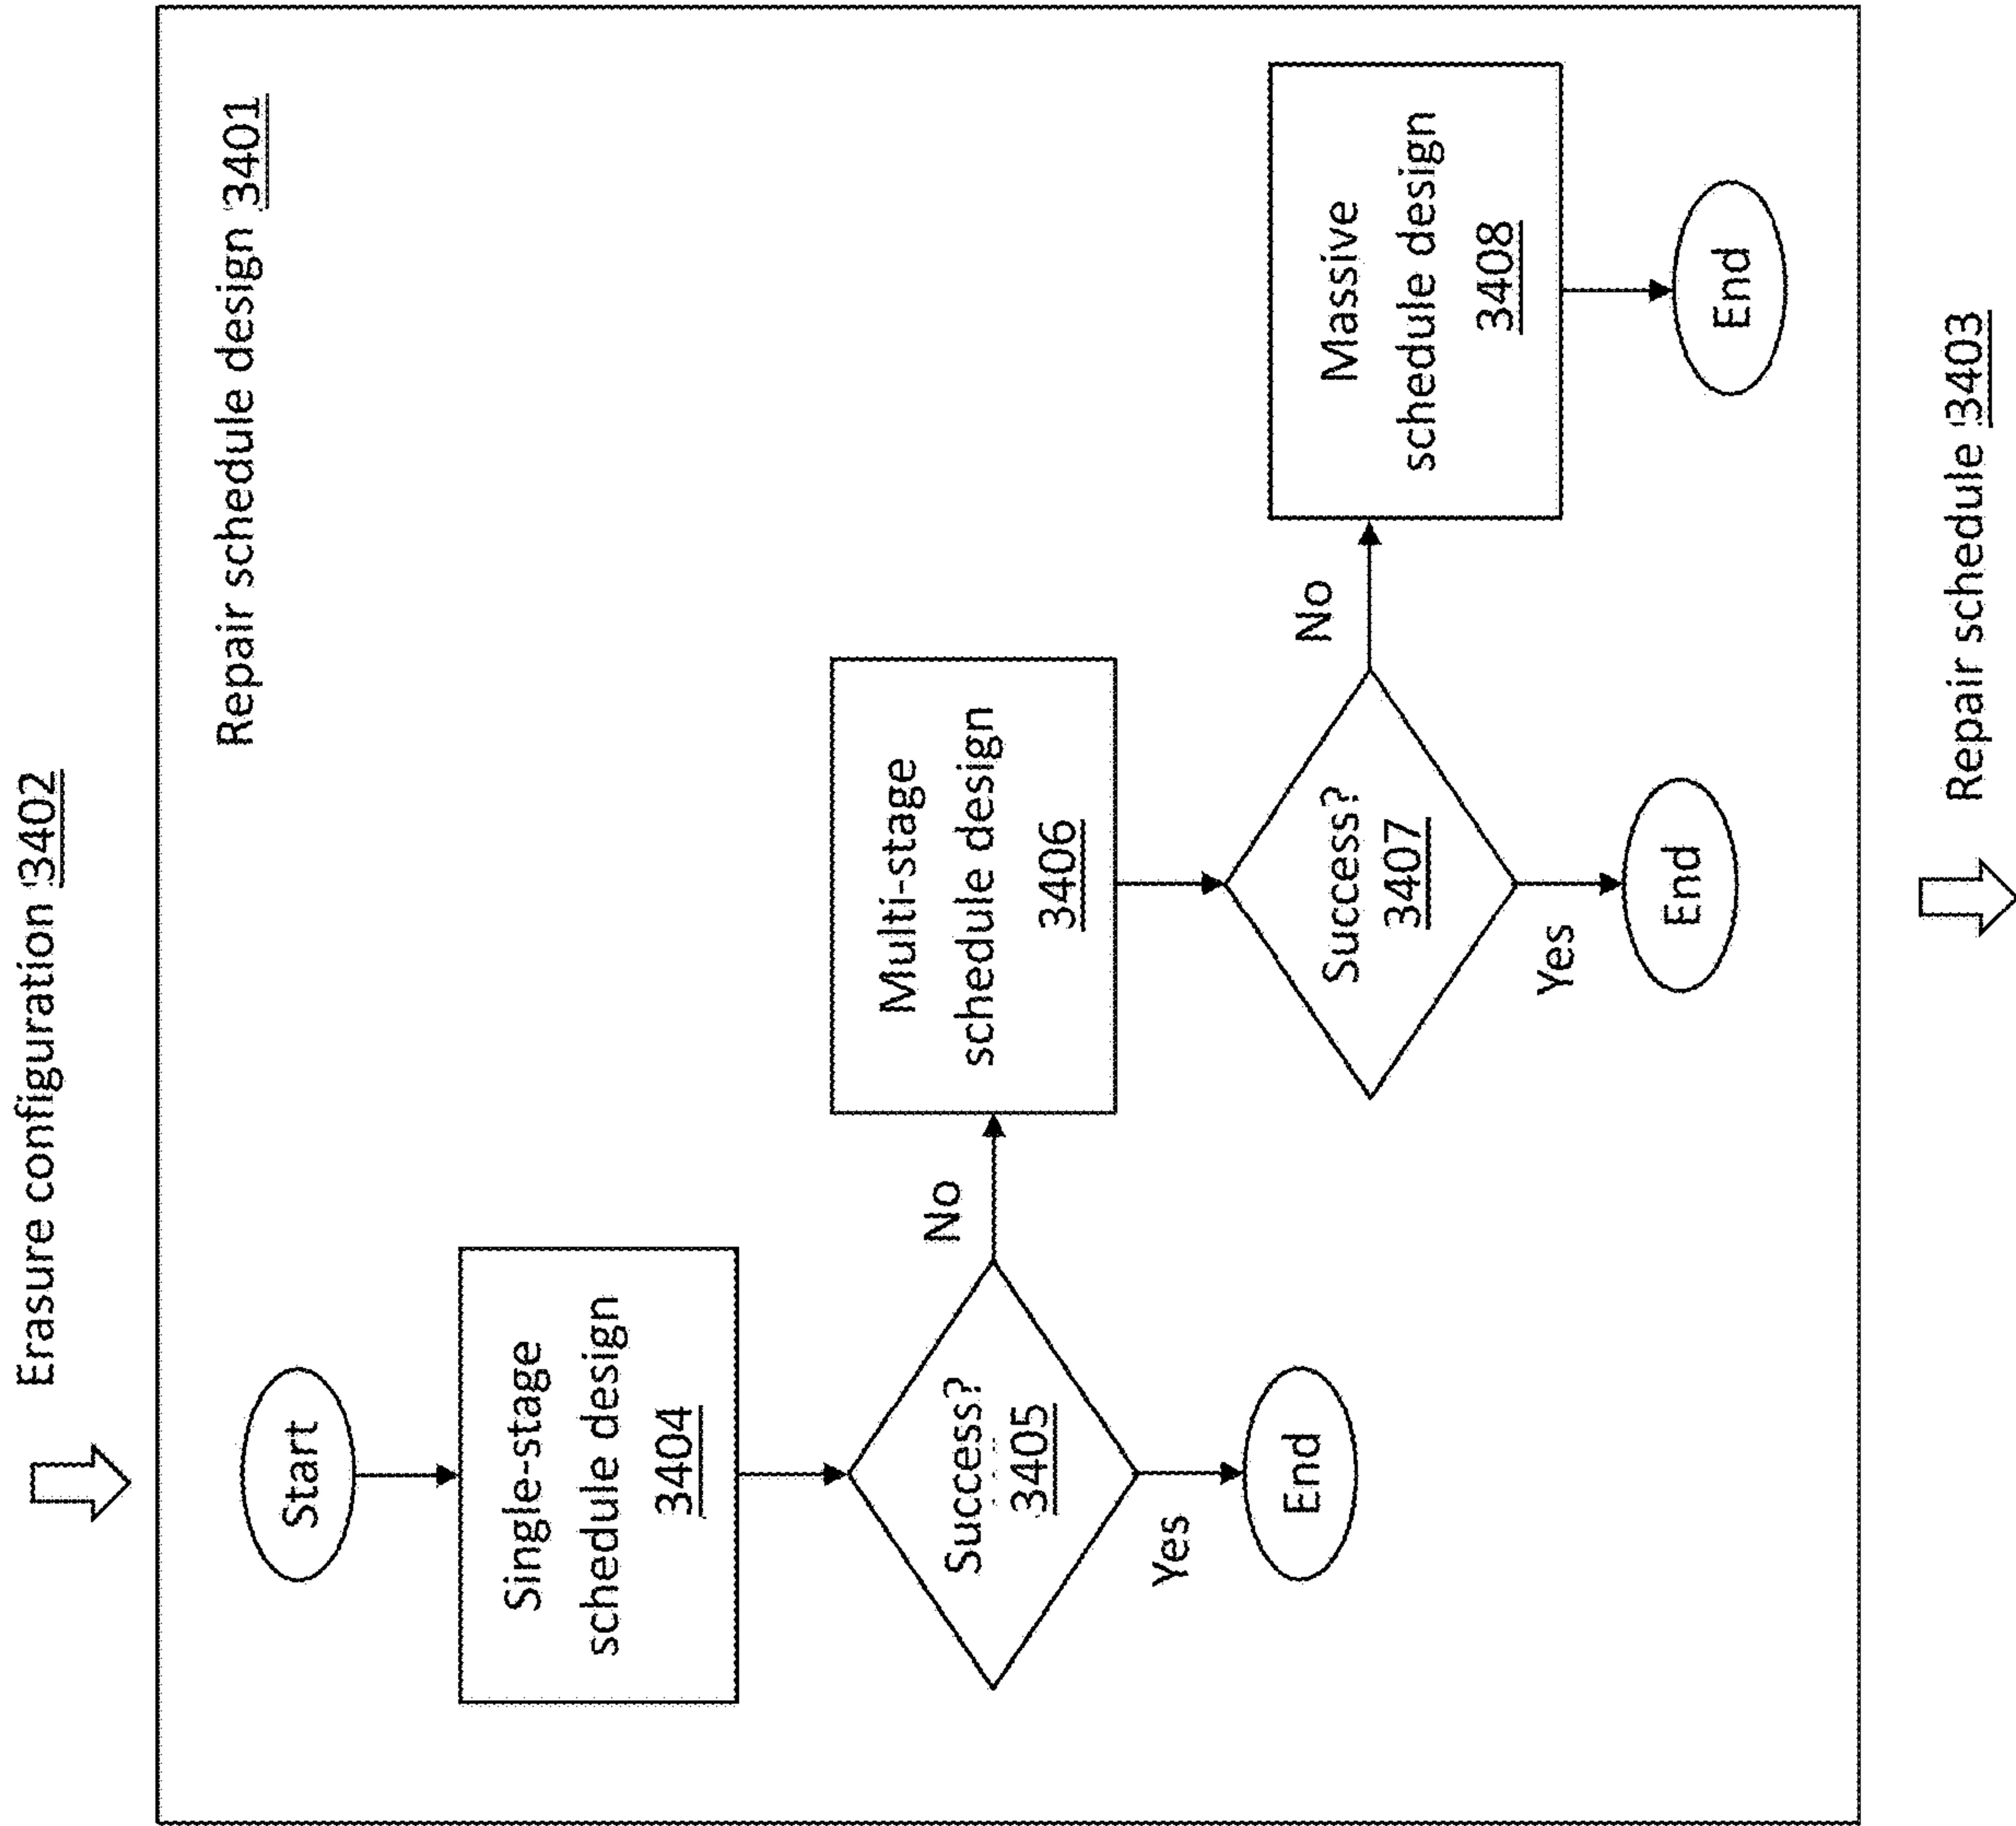 Erasure configuration 3402
Repair schedule design 3401
Start
Single-stage
schedule design
3404
Success?
3405
No
Yes
End
Multi-stage
schedule design
3406
Success?
3407
No
Yes
End
Massive
schedule design
3408
End
Repair schedule 3403